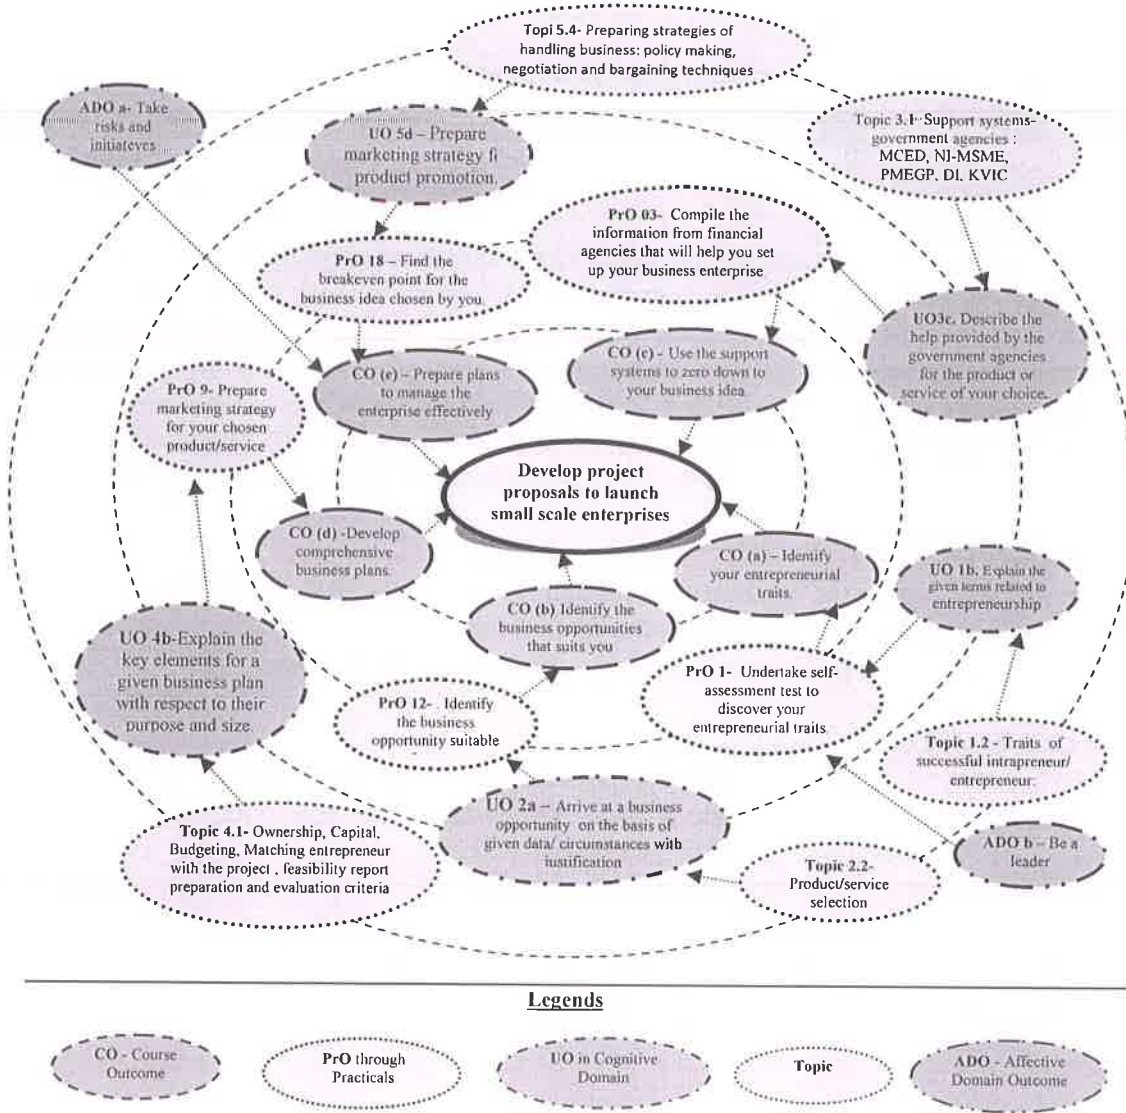 Topi 5.4- Preparing strategies of
handling business: policy making,
negotiation and bargaining techniques
ADO a- Take
risks and
initiateves
UO 5d – Prepare
marketing strategy fi
product promotion.
Topic 3.1- Support systems-
government agencies :
MCED, NI-MSME,
PMEGP, DI, KVIC
PrO 03- Compile the
information from financial
agencies that will help you set
up your business enterprise
PrO 18 – Find the
breakeven point for the
business idea chosen by you.
UO3c. Describe the
help provided by the
government agencies
for the product or
service of your choice.
CO (e) – Prepare plans
to manage the
enterprise effectively
CO (c) - Use the support
systems to zero down to
your business idea.
PrO 9- Prepare
marketing strategy
for your chosen
product/service
Develop project
proposals to launch
small scale enterprises
CO (d) -Develop
comprehensive
business plans.
CO (a) – Identify
your entrepreneurial
traits.
UO 1b. Explain the
given terms related to
entrepreneurship
CO (b) Identify the
business opportunities
that suits you
UO 4b-Explain the
key elements for a
given business plan
with respect to their
purpose and size.
PrO 1- Undertake self-
assessment test to
discover your
entrepreneurial traits
PrO 12- . Identify
the business
opportunity suitable
Topic 1.2 - Traits of
successful intrapreneur/
entrepreneur.
UO 2a – Arrive at a business
opportunity on the basis of
given data/ circumstances with
justification
Topic 4.1- Ownership, Capital,
Budgeting, Matching entrepreneur
with the project , feasibility report
preparation and evaluation criteria
ADO b – Be a
leader
Topic 2.2-
Product/service
selection
Legends
CO - Course
Outcome
PrO through
Practicals
UO in Cognitive
Domain
Topic
ADO - Affective
Domain Outcome